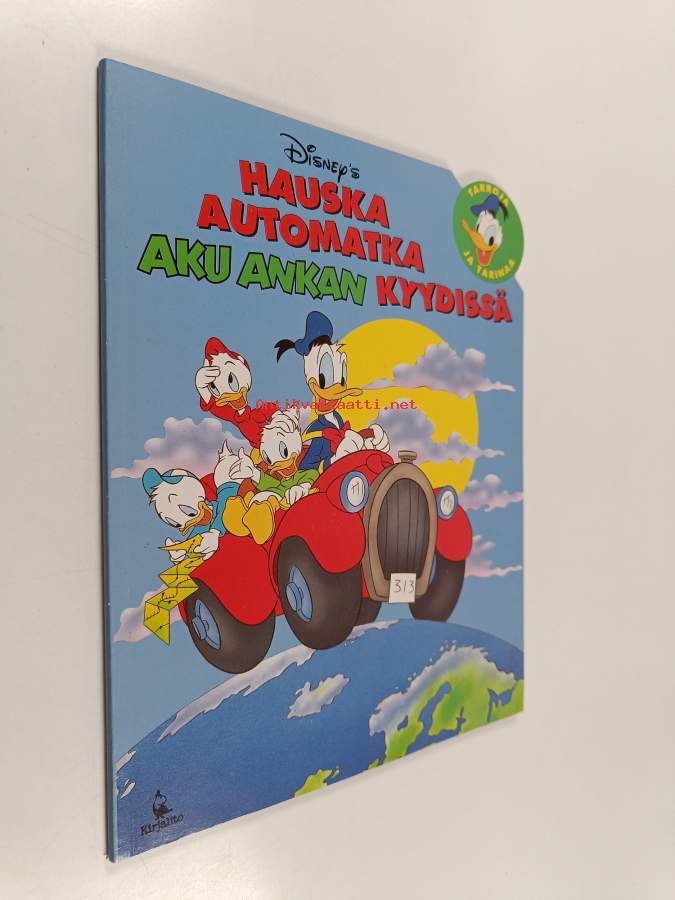 Disney's
HAUSKA
AUTOMATKA
AKU ANKAN KYYDISSÄ
TARROJA
JA TARINAA
Antikvariaatti.net
313
Kirjalito